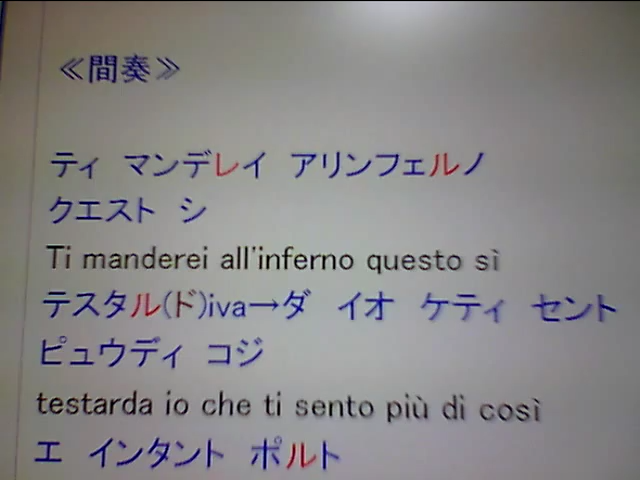 ≪間奏≫
ティ マンデレイ アリンフェルノ
クエスト シ
Ti manderei all'inferno questo sì
テスタル(ド)iva→ダ イオ ケティ セント
ピュウディ コジ
testarda io che ti sento più di così
エ インタント ポルト